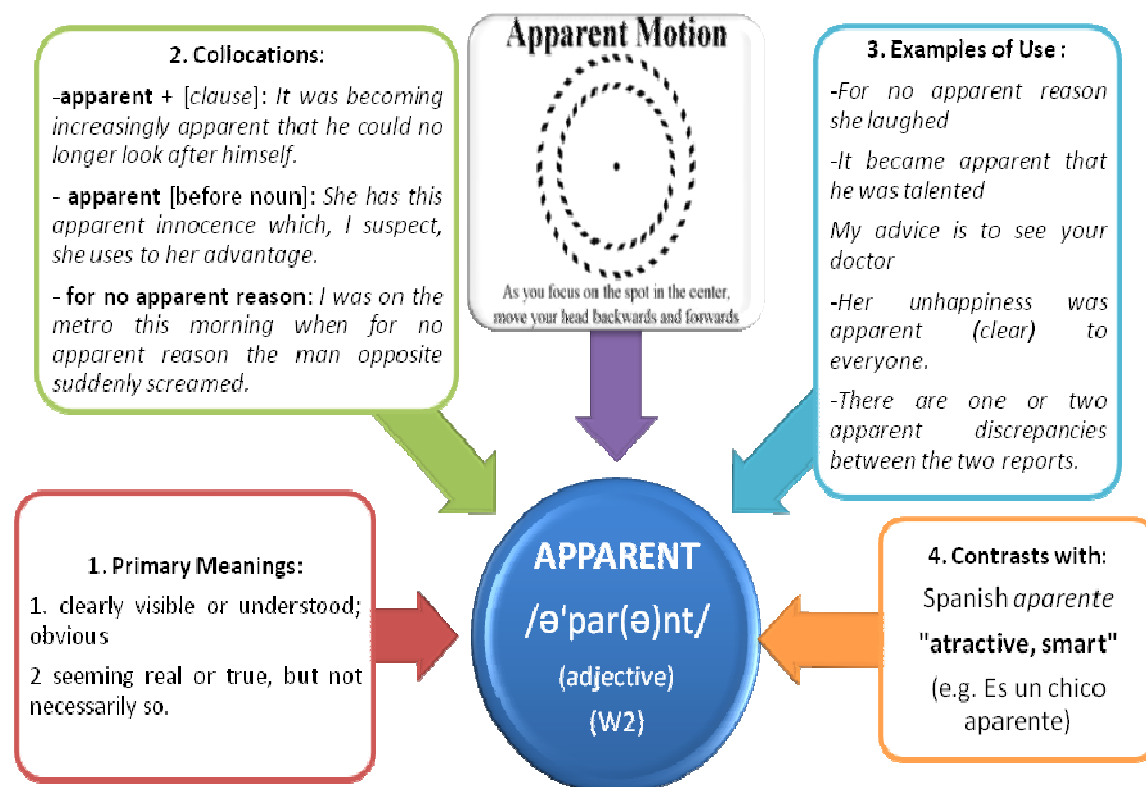 2. Collocations:
-apparent + [clause]: It was becoming
increasingly apparent that he could no
longer look after himself.
- apparent [before noun]: She has this
apparent innocence which, I suspect,
she uses to her advantage.
- for no apparent reason: I was on the
metro this morning when for no
apparent reason the man opposite
suddenly screamed.
Apparent Motion
As you focus on the spot in the center,
move your head backwards and forwards
3. Examples of Use :
-For no apparent reason
she laughed
-It became apparent that
he was talented
My advice is to see your
doctor
-Her unhappiness was
apparent (clear) to
everyone.
-There are one or two
apparent discrepancies
between the two reports.
1. Primary Meanings:
1. clearly visible or understood;
obvious
2 seeming real or true, but not
necessarily so.
APPARENT
/ə'par(ə)nt/
(adjective)
(W2)
4. Contrasts with:
Spanish aparente
"atractive, smart"
(e.g. Es un chico
aparente)